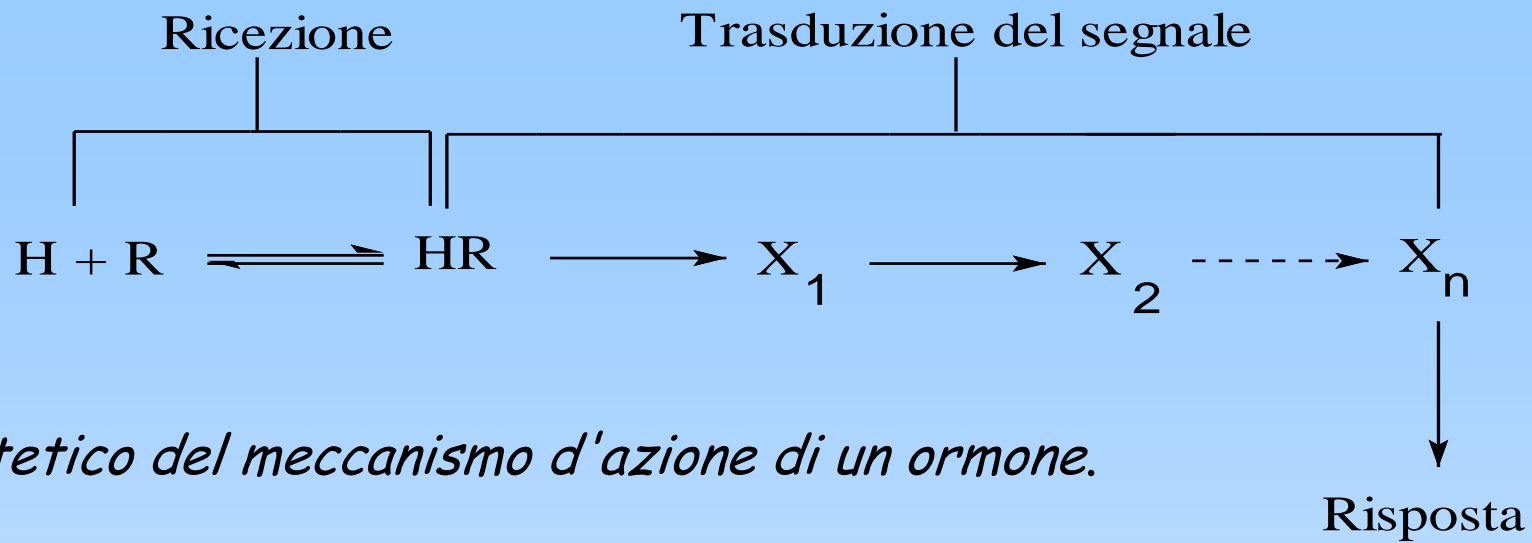 Ricezione Trasduzione del segnale
H + R HR X1 X2 Xn
tetico del meccanismo d'azione di un ormone.
Risposta